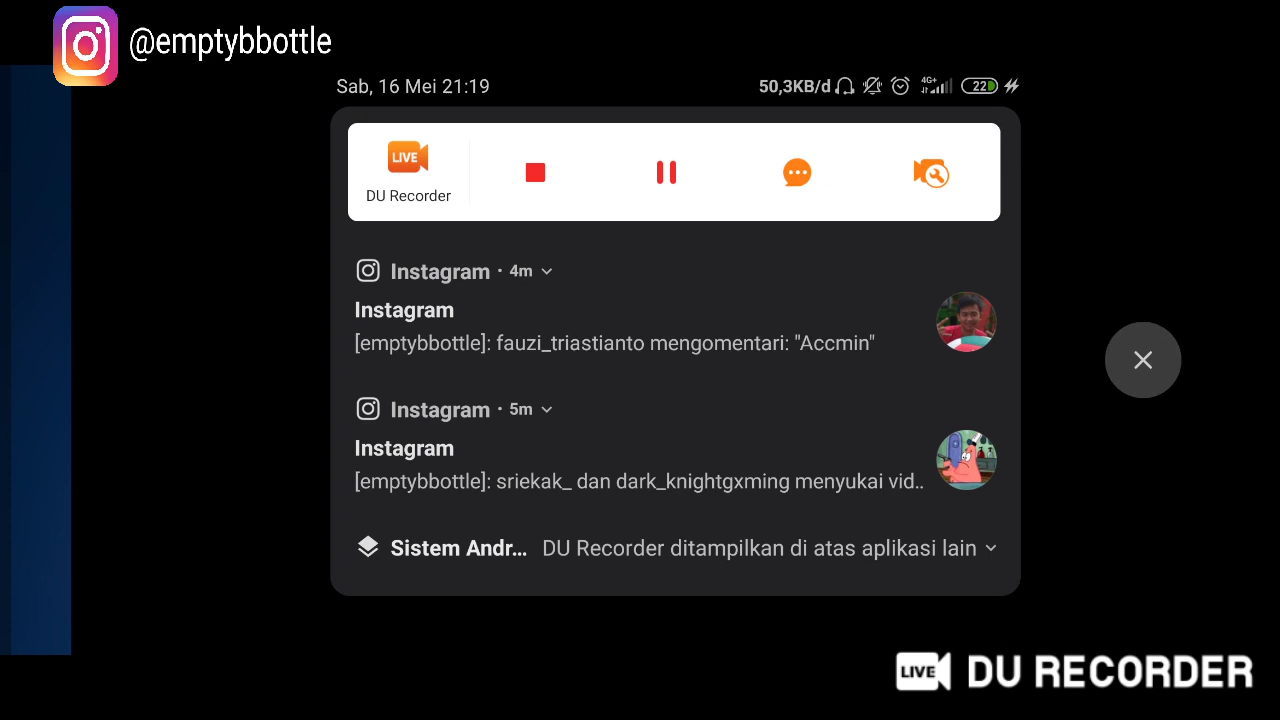 @emptybbottle
Sab, 16 Mei 21:19
50,3KB/d 4G+ 22
LIVE
DU Recorder
Instagram · 4m
Instagram
[emptybbottle]: fauzi_triastianto mengomentari: "Accmin"
Instagram · 5m
Instagram
[emptybbottle]: sriekak_ dan dark_knightgxming menyukai vid..
Sistem Andr... DU Recorder ditampilkan di atas aplikasi lain
LIVE DU RECORDER